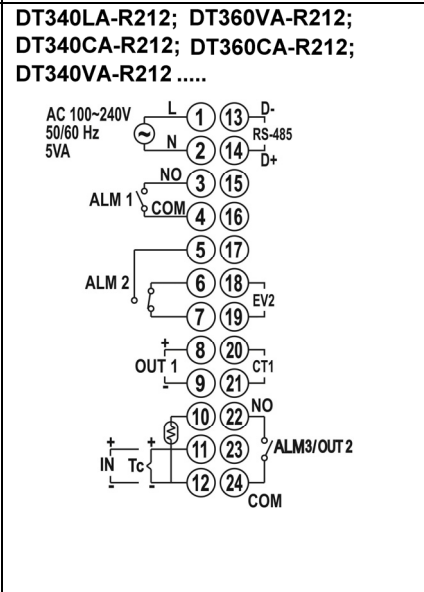 DT340LA-R212; DT360VA-R212;
DT340CA-R212; DT360CA-R212;
DT340VA-R212 .....
AC 100~240V
50/60 Hz
5VA
L
~
N
1
13
D-
RS-485
2
14
D+
NO
3
15
ALM 1
COM
4
16
5
17
ALM 2
6
18
EV2
7
19
+
8
20
OUT 1
CT1
-
9
21
10
22
NO
+
+
11
23
ALM3/OUT 2
IN
Tc
-
-
12
24
COM